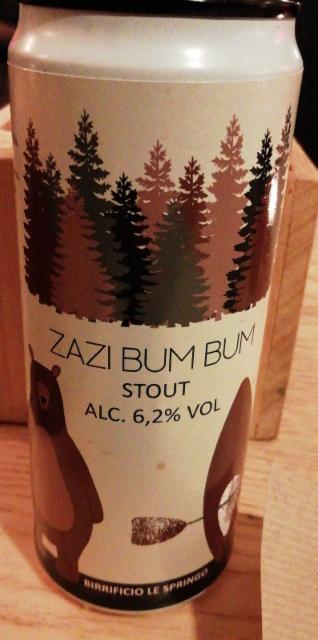 ZAZI BUM BUM
STOUT
ALC. 6,2% VOL
BIRRIFICIO LE SPRINGO